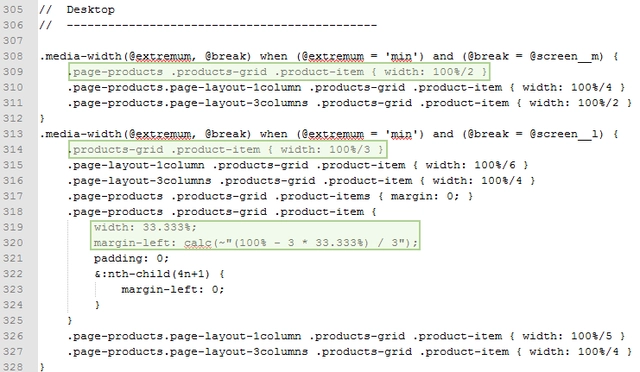 305 //  Desktop
306 //  ---------------------------------------------
307
308 .media-width(@extremum, @break) when (@extremum = 'min') and (@break = @screen__m) {
309     .page-products .products-grid .product-item { width: 100%/2 }
310     .page-products.page-layout-1column .products-grid .product-item { width: 100%/4 }
311     .page-products.page-layout-3columns .products-grid .product-item { width: 100%/2 }
312 }
313 .media-width(@extremum, @break) when (@extremum = 'min') and (@break = @screen__l) {
314     .products-grid .product-item { width: 100%/3 }
315     .page-layout-1column .products-grid .product-item { width: 100%/6 }
316     .page-layout-3columns .products-grid .product-item { width: 100%/4 }
317     .page-products .products-grid .product-items { margin: 0; }
318     .page-products .products-grid .product-item {
319         width: 33.333%;
320         margin-left: calc(~"(100% - 3 * 33.333%) / 3");
321         padding: 0;
322         &:nth-child(4n+1) {
323             margin-left: 0;
324         }
325     }
326     .page-products.page-layout-1column .products-grid .product-item { width: 100%/5 }
327     .page-products.page-layout-3columns .products-grid .product-item { width: 100%/4 }
328 }